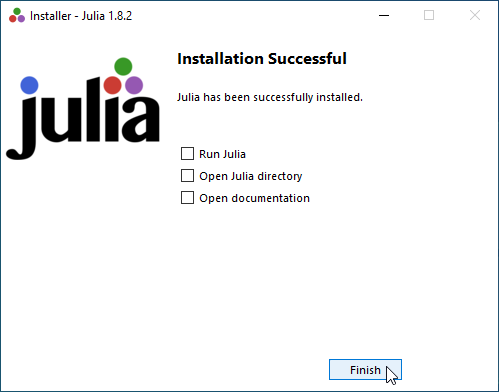 Installer - Julia 1.8.2
julia
Installation Successful
Julia has been successfully installed.
Run Julia
Open Julia directory
Open documentation
Finish